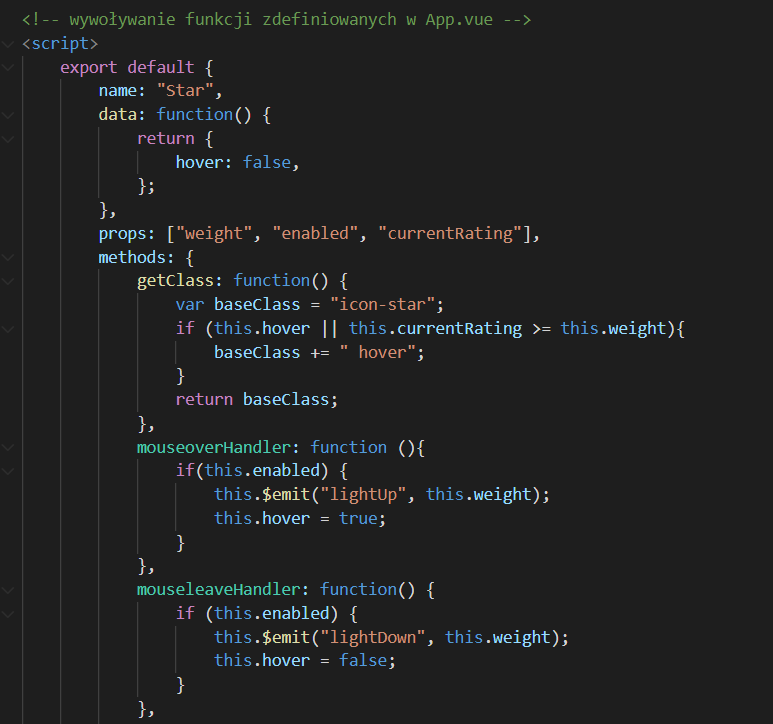 <!-- wywoływanie funkcji zdefiniowanych w App.vue -->
<script>
    export default {
        name: "Star",
        data: function() {
            return {
                hover: false,
            };
        },
        props: ["weight", "enabled", "currentRating"],
        methods: {
            getClass: function() {
                var baseClass = "icon-star";
                if (this.hover || this.currentRating >= this.weight){
                    baseClass += " hover";
                }
                return baseClass;
            },
            mouseoverHandler: function (){
                if(this.enabled) {
                    this.$emit("lightUp", this.weight);
                    this.hover = true;
                }
            },
            mouseleaveHandler: function() {
                if (this.enabled) {
                    this.$emit("lightDown", this.weight);
                    this.hover = false;
                }
            },